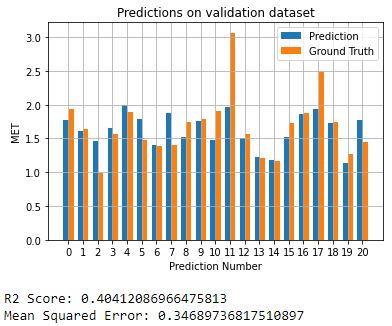 Predictions on validation dataset
Prediction
Ground Truth
3.0
2.5
2.0
1.5
1.0
0.5
0.0
MET
0 1 2 3 4 5 6 7 8 9 10 11 12 13 14 15 16 17 18 19 20
Prediction Number
R2 Score: 0.40412086966475813
Mean Squared Error: 0.34689736817510897